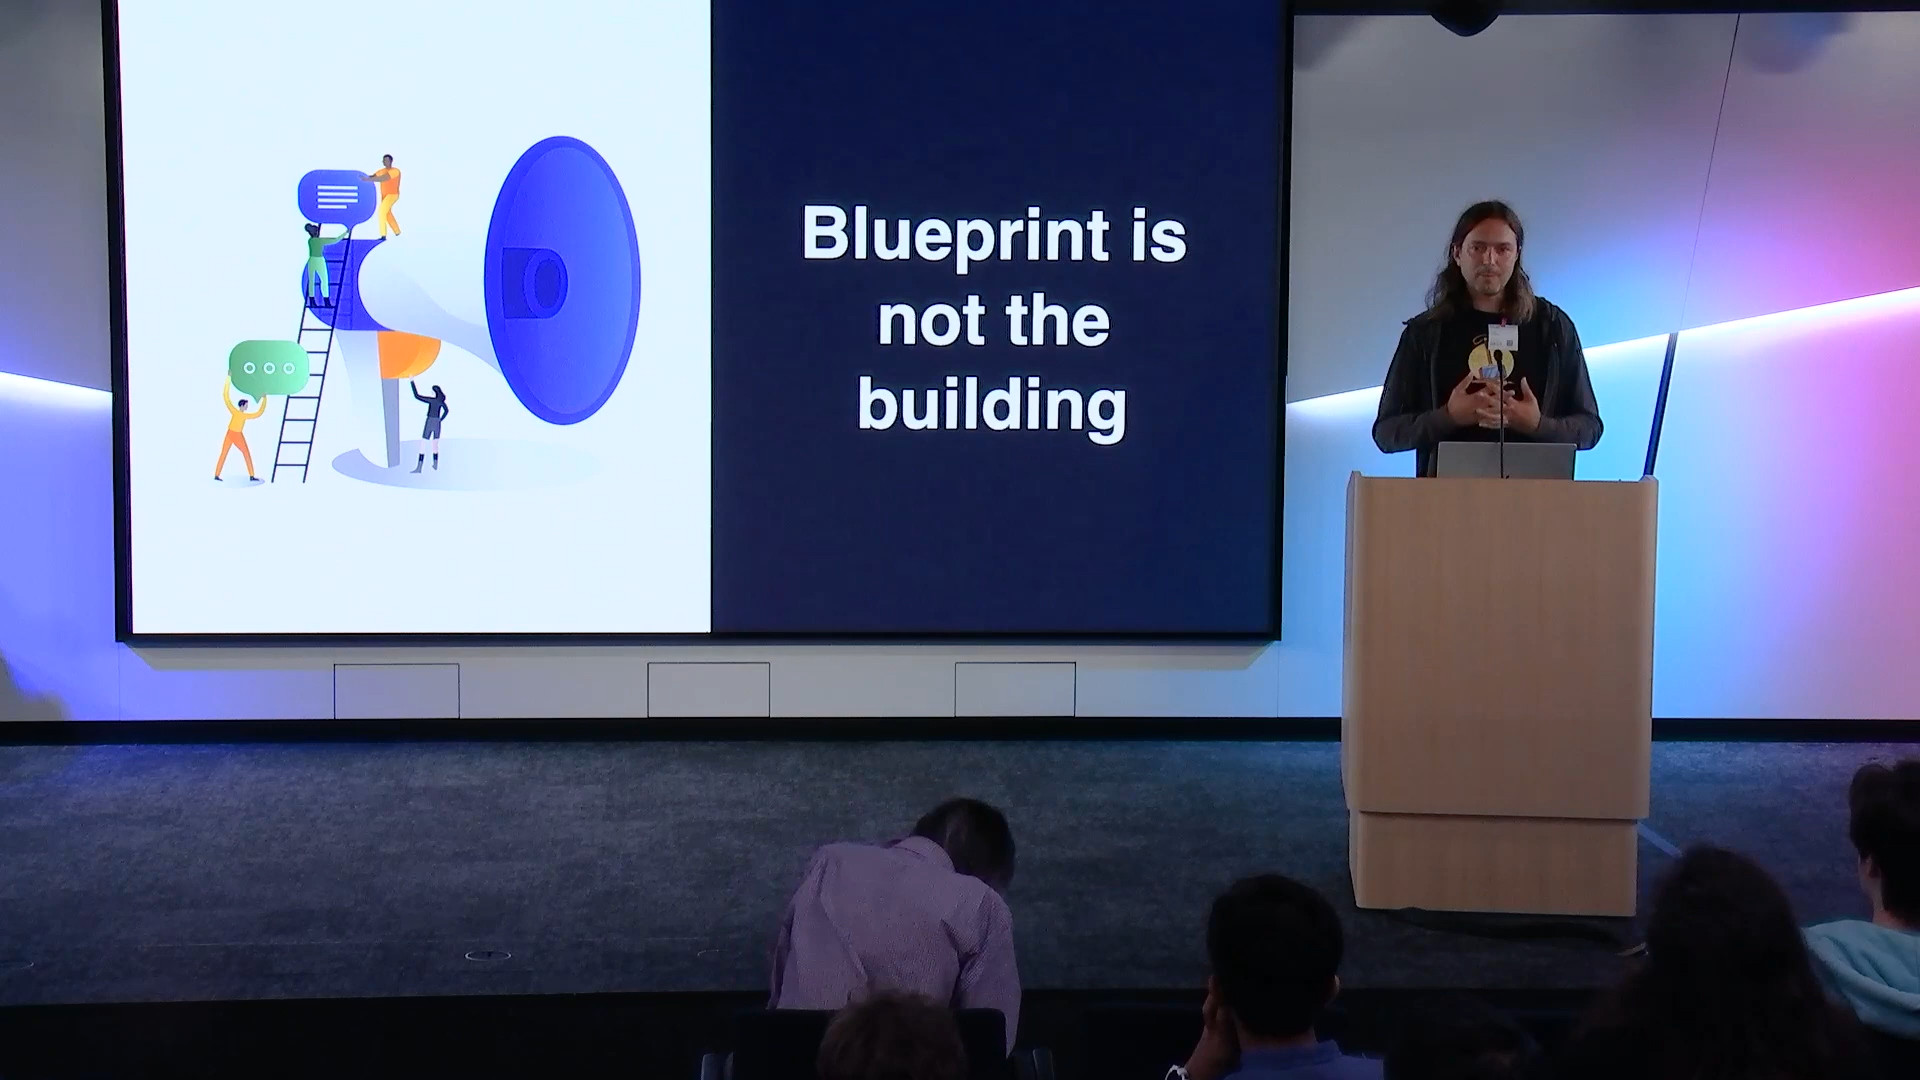 Blueprint is
not the
building